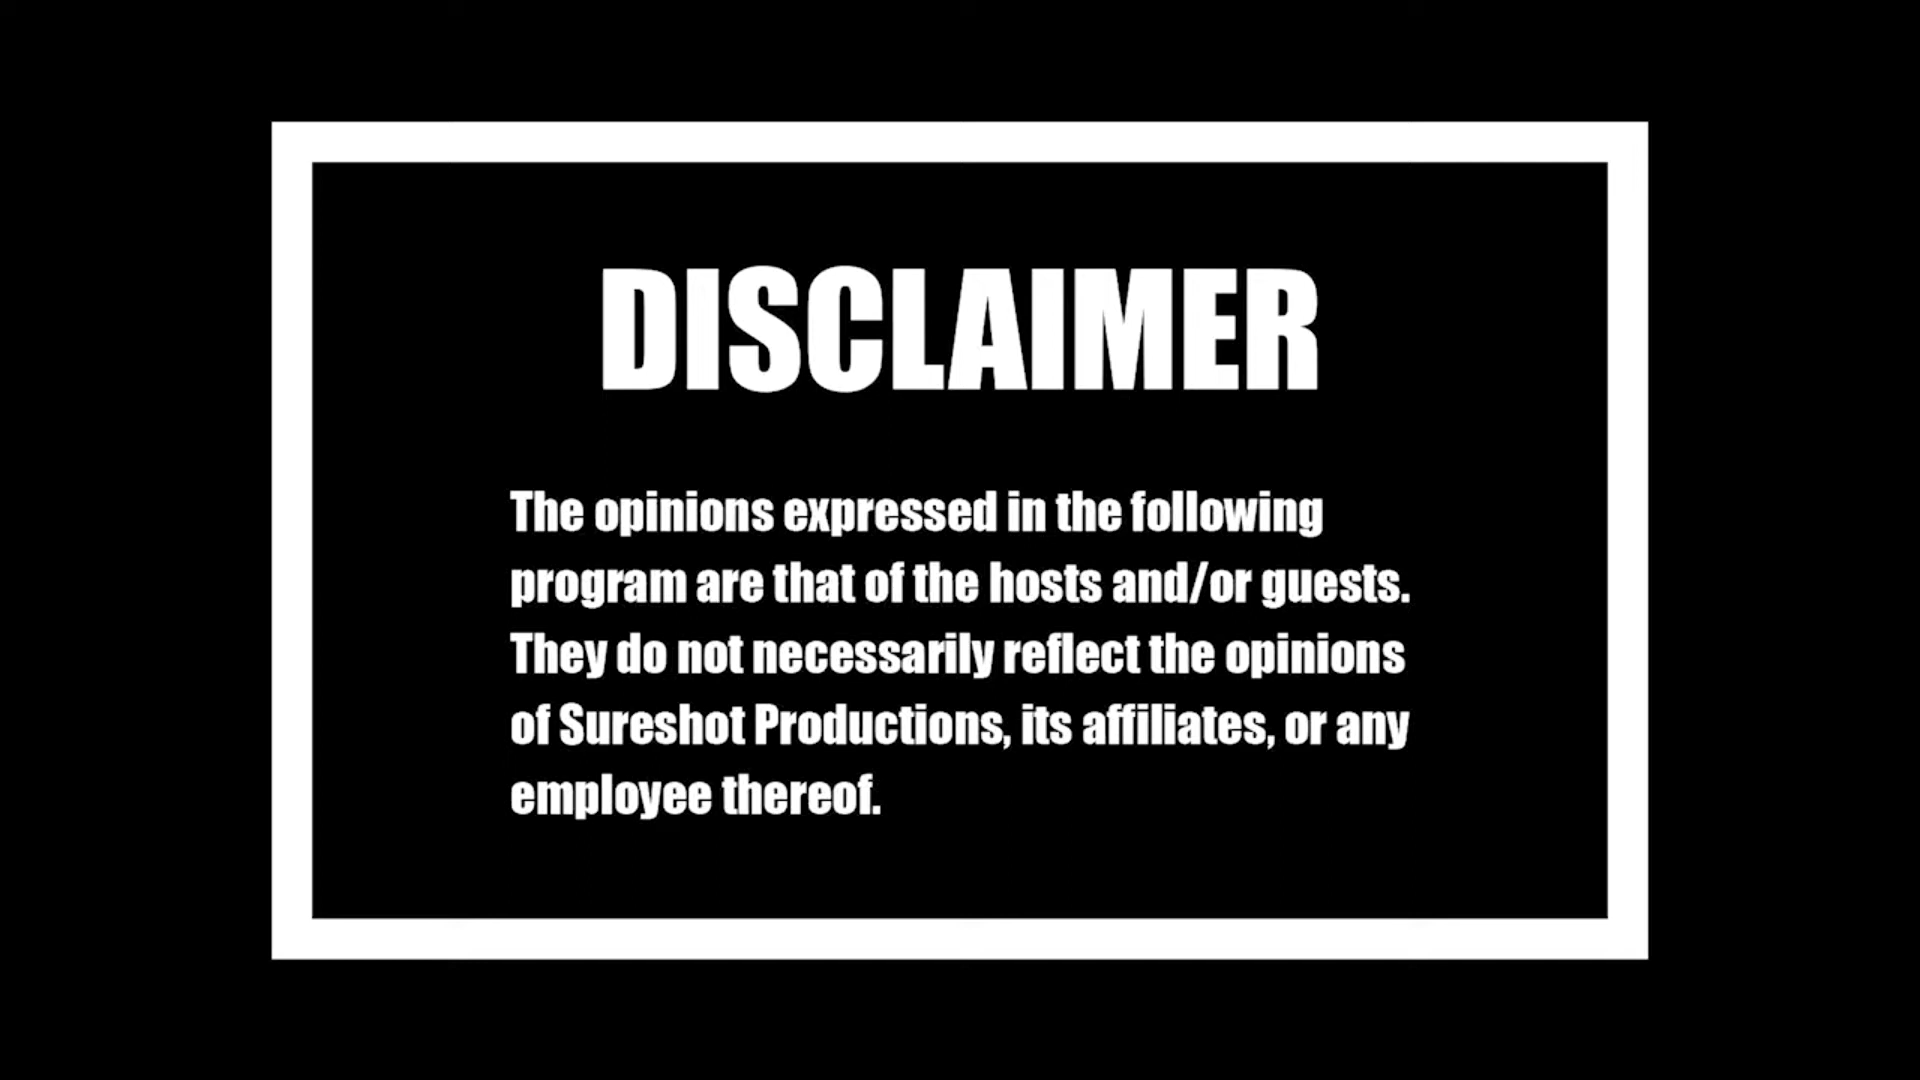 DISCLAIMER
The opinions expressed in the following
program are that of the hosts and/or guests.
They do not necessarily reflect the opinions
of Sureshot Productions, its affiliates, or any
employee thereof.